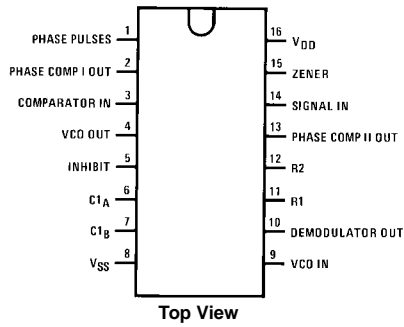 1 PHASE PULSES
2 PHASE COMP I OUT
3 COMPARATOR IN
4 VCO OUT
5 INHIBIT
6 C1A
7 C1B
8 VSS
16 VDD
15 ZENER
14 SIGNAL IN
13 PHASE COMP II OUT
12 R2
11 R1
10 DEMODULATOR OUT
9 VCO IN
Top View